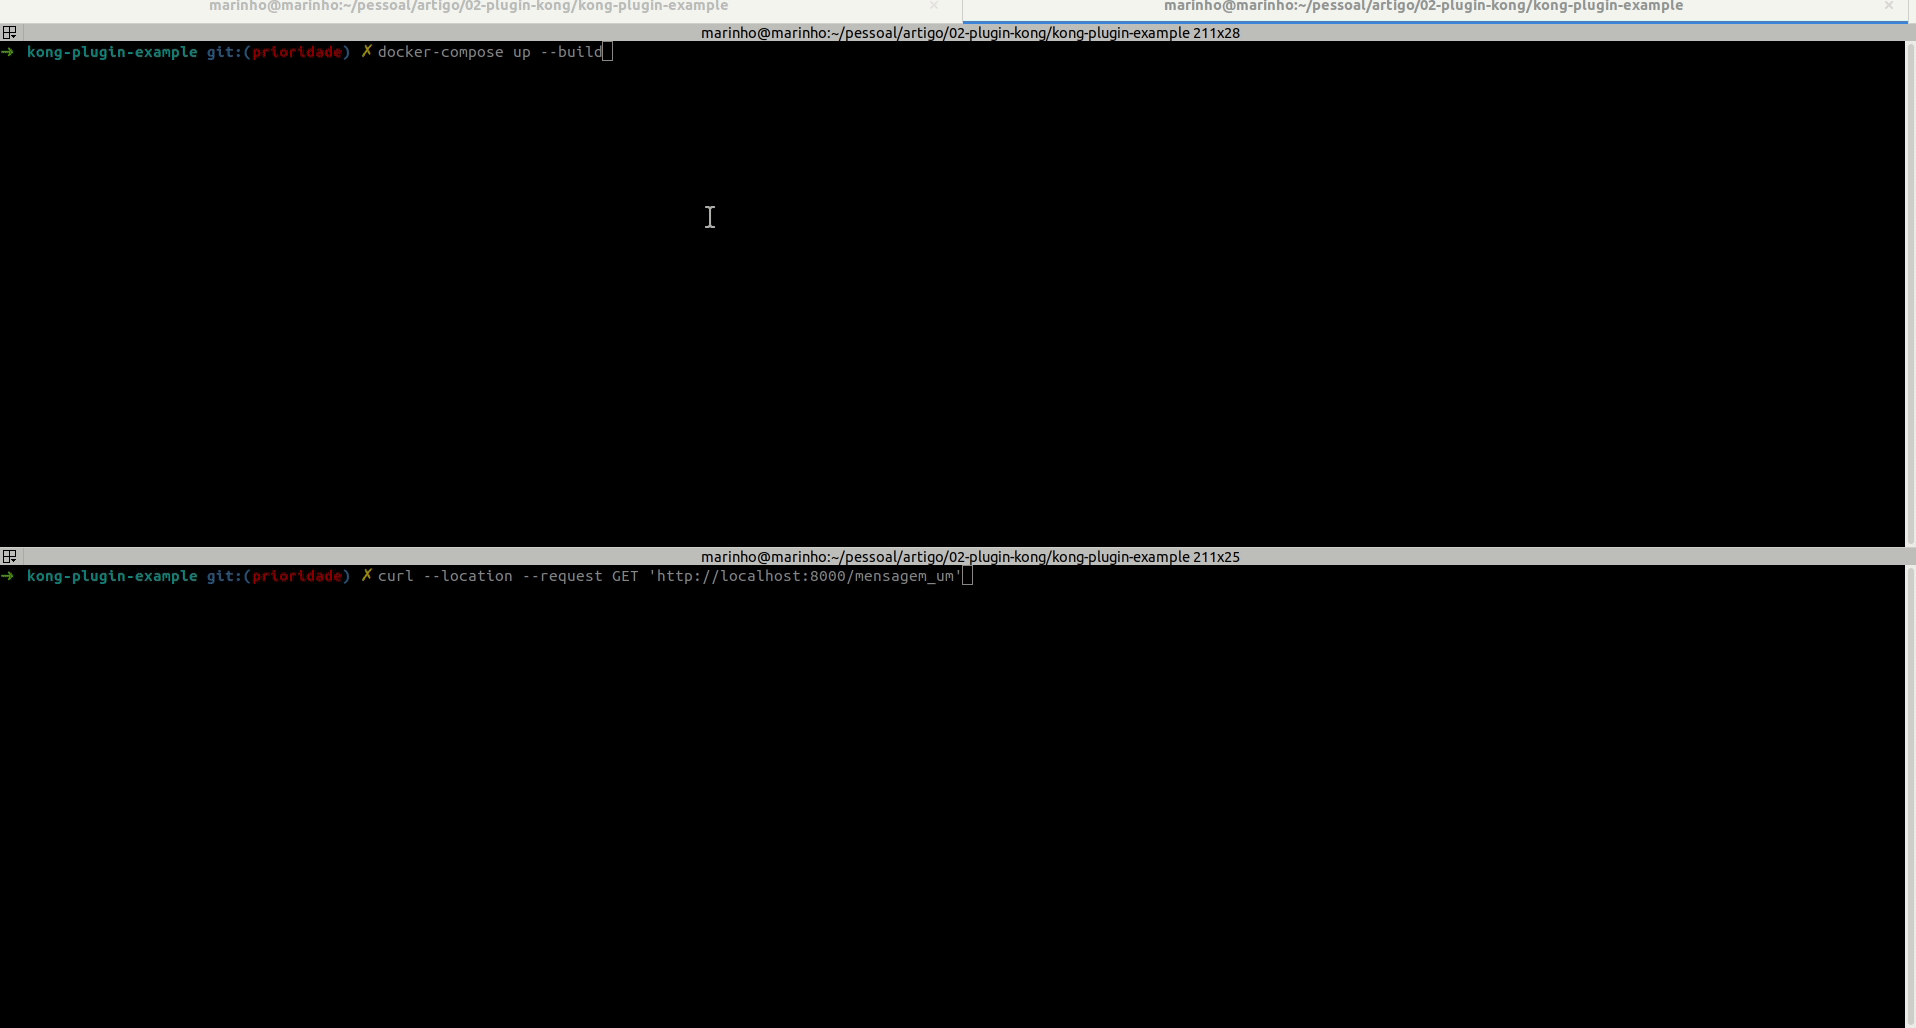 marinho@marinho:~/pessoal/artigo/02-plugin-kong/kong-plugin-example × marinho@marinho:~/pessoal/artigo/02-plugin-kong/kong-plugin-example ×
marinho@marinho:~/pessoal/artigo/02-plugin-kong/kong-plugin-example 211x28
→ kong-plugin-example git:(prioridade) ✗ docker-compose up --build
marinho@marinho:~/pessoal/artigo/02-plugin-kong/kong-plugin-example 211x25
→ kong-plugin-example git:(prioridade) ✗ curl --location --request GET 'http://localhost:8000/mensagem_um'